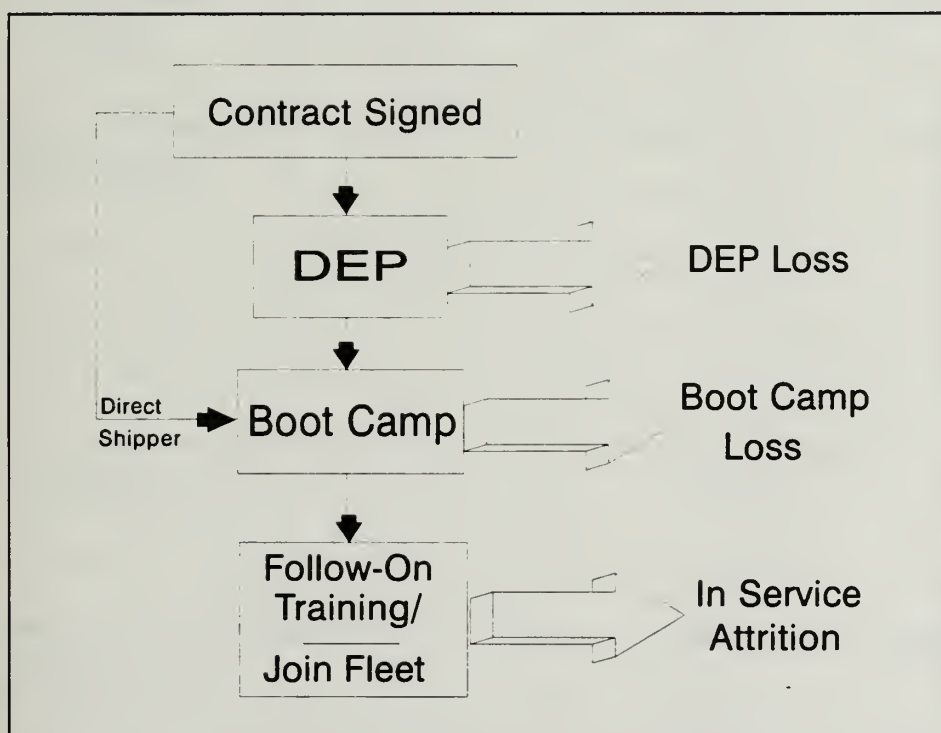 Contract Signed
DEP
DEP Loss
Direct
Shipper
Boot Camp
Boot Camp
Loss
Follow-On
Training/
Join Fleet
In Service
Attrition